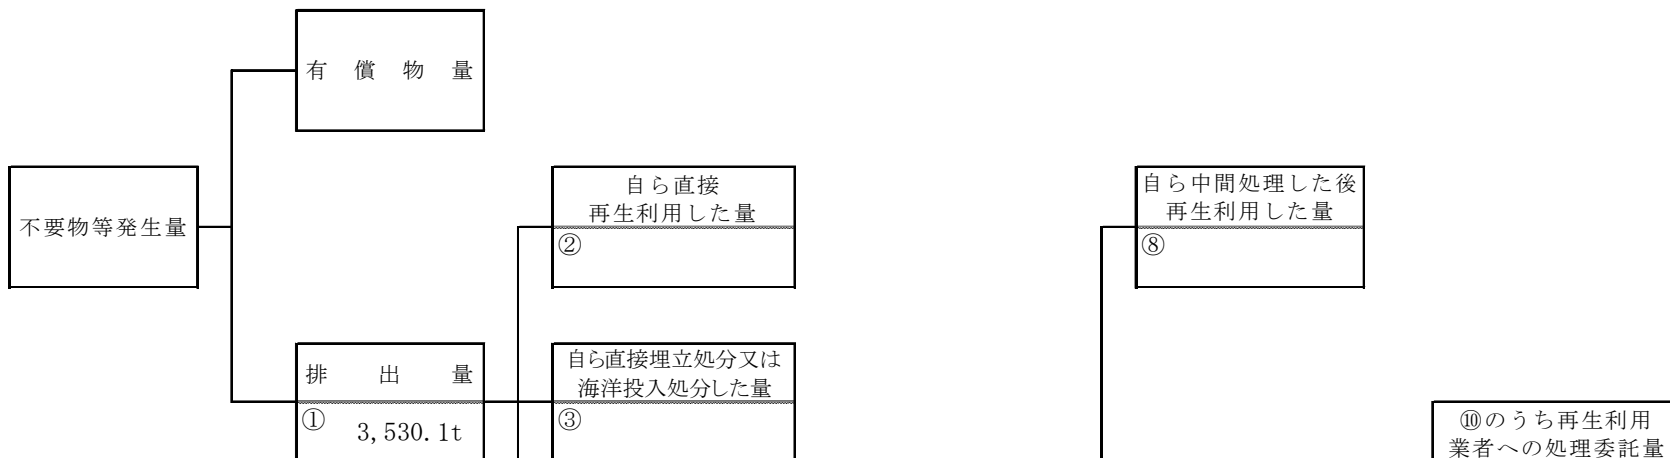 有償物量
不要物等発生量
自ら直接
再生利用した量
②
自ら中間処理した後
再生利用した量
⑧
排出量
① 3,530.1t
自ら直接埋立処分又は
海洋投入処分した量
③
⑩のうち再生利用
業者への処理委託量